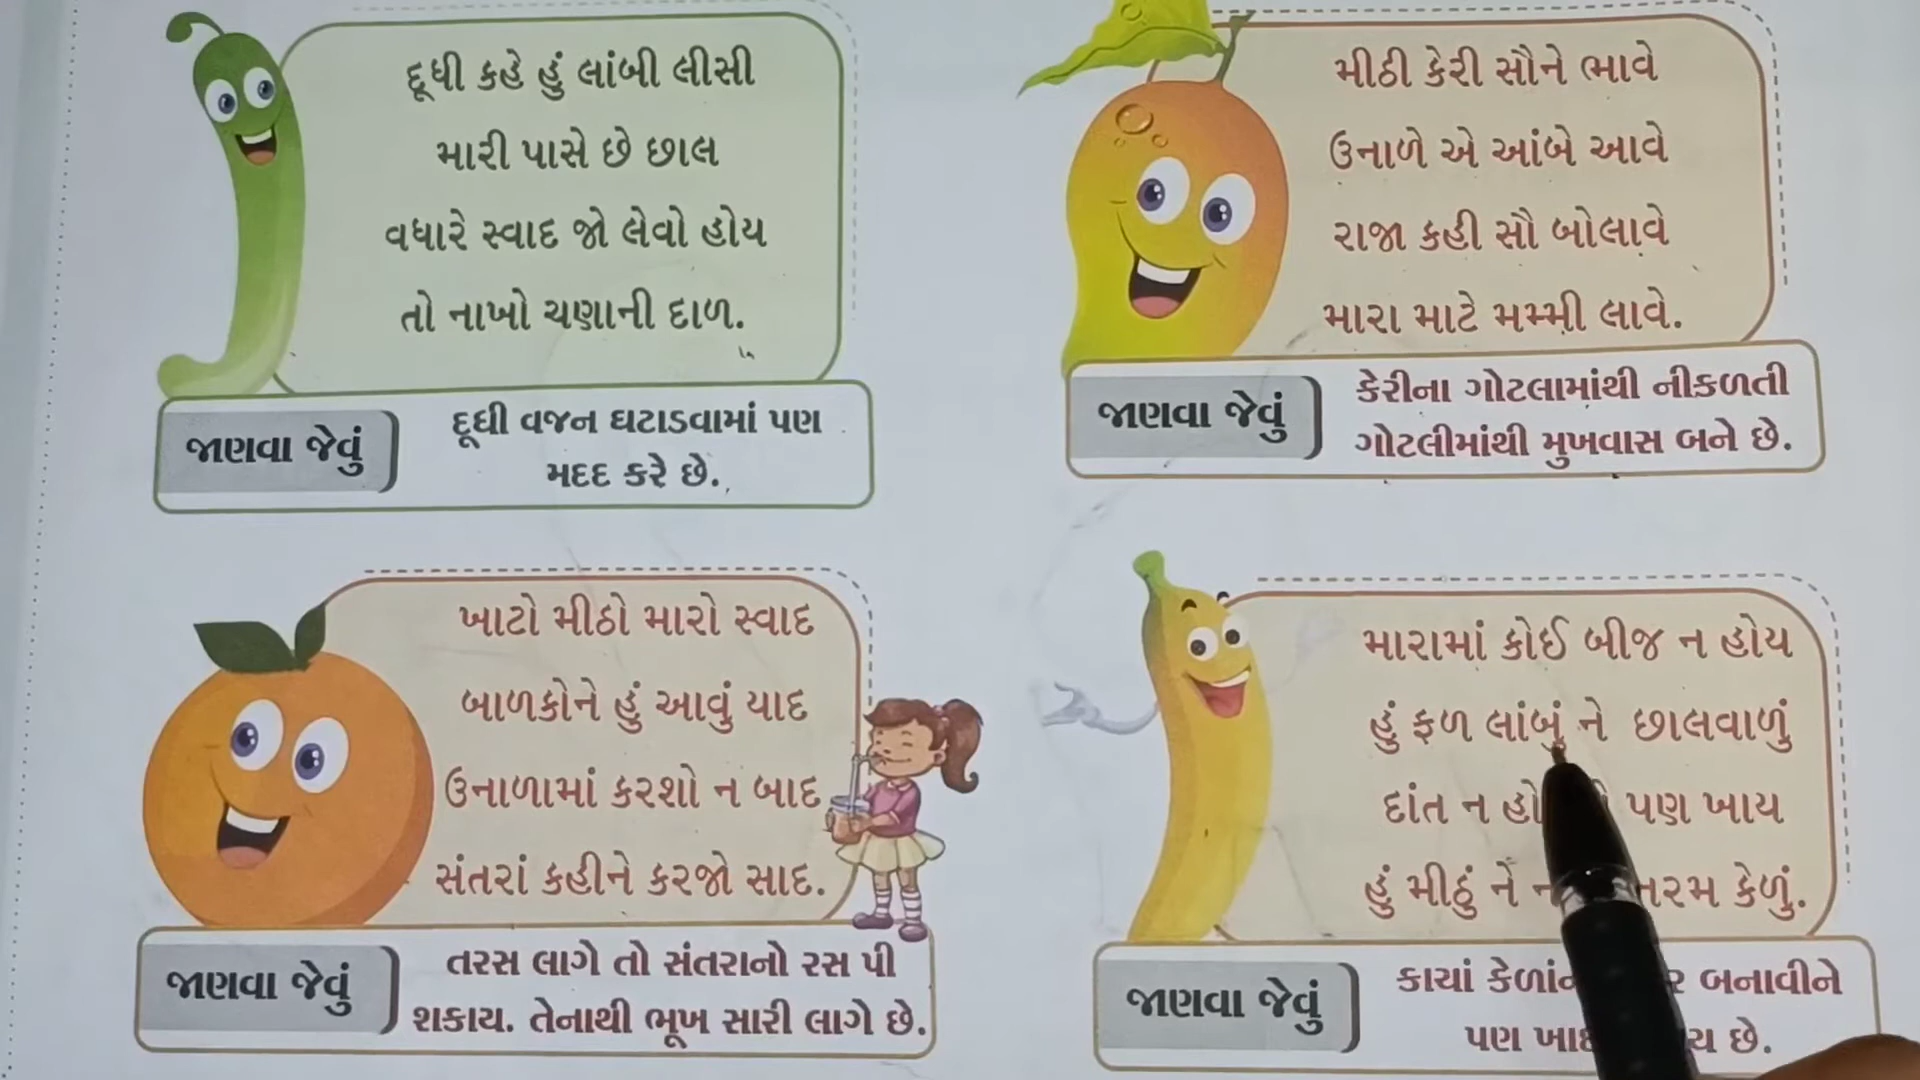 દૂધી કહે હું લાંબી લીસી
મારી પાસે છે છાલ
વધારે સ્વાદ જો લેવો હોય
તો નાખો ચણાની દાળ.
જાણવા જેવું
દૂધી વજન ઘટાડવામાં પણ
મદદ કરે છે.
મીઠી કેરી સૌને ભાવે
ઉનાળે એ આંબે આવે
રાજા કહી સૌ બોલાવે
મારા માટે મમ્મી લાવે.
જાણવા જેવું
કેરીના ગોટલામાંથી નીકળતી
ગોટલીમાંથી મુખવાસ બને છે.
ખાટો મીઠો મારો સ્વાદ
બાળકોને હું આવું યાદ
ઉનાળામાં કરશો ન બાદ
સંતરાં કહીને કરજો સાદ.
જાણવા જેવું
તરસ લાગે તો સંતરાનો રસ પી
શકાય. તેનાથી ભૂખ સારી લાગે છે.
મારામાં કોઈ બીજ ન હોય
હું ફળ લાંબું ને છાલવાળું
દાંત ન પણ ખાય
હું મીઠું ને કેળું.
જાણવા જેવું
કાચાં બનાવીને
પણ છે.